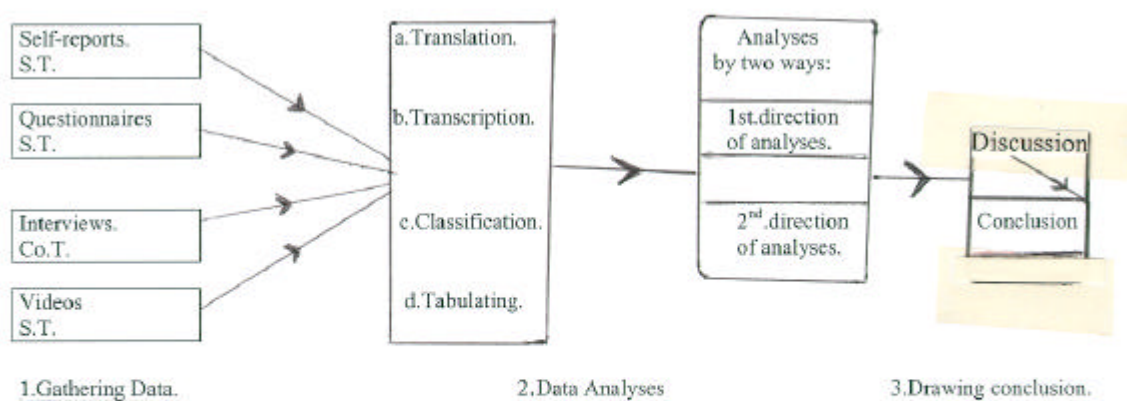 Self-reports.
S.T.
Questionnaires
S.T.
Interviews.
Co.T.
Videos
S.T.
a.Translation.
b.Transcription.
c.Classification.
d.Tabulating.
Analyses
by two ways:
1st.direction
of analyses.
2nd.direction
of analyses.
Discussion
Conclusion
1.Gathering Data.
2.Data Analyses
3.Drawing conclusion.